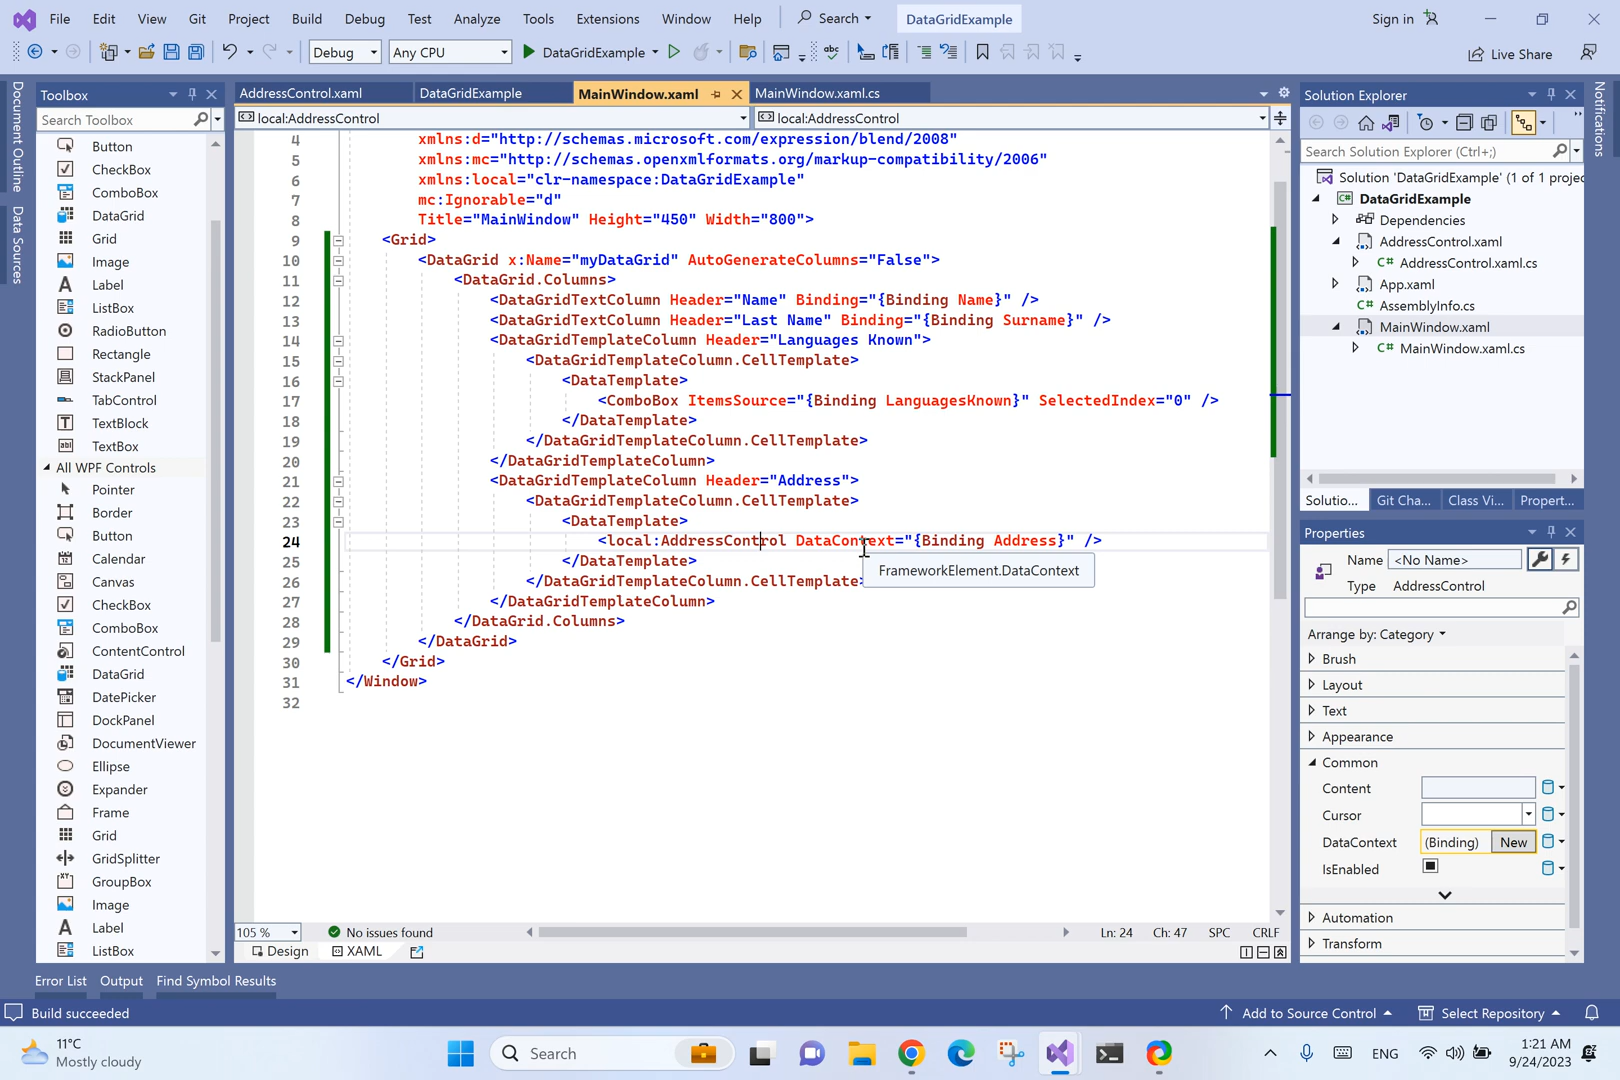 File Edit View Git Project Build Debug Test Analyze Tools Extensions Window Help Search DataGridExample Sign in
Debug Any CPU DataGridExample Live Share
Document Outline
Data Sources
Toolbox
Search Toolbox
Button
CheckBox
ComboBox
DataGrid
Grid
Image
Label
ListBox
RadioButton
Rectangle
StackPanel
TabControl
TextBlock
TextBox
All WPF Controls
Pointer
Border
Button
Calendar
Canvas
CheckBox
ComboBox
ContentControl
DataGrid
DatePicker
DockPanel
DocumentViewer
Ellipse
Expander
Frame
Grid
GridSplitter
GroupBox
Image
Label
ListBox
AddressControl.xaml DataGridExample MainWindow.xaml MainWindow.xaml.cs
local:AddressControl local:AddressControl
4 xmlns:d="http://schemas.microsoft.com/expression/blend/2008"
5 xmlns:mc="http://schemas.openxmlformats.org/markup-compatibility/2006"
6 xmlns:local="clr-namespace:DataGridExample"
7 mc:Ignorable="d"
8 Title="MainWindow" Height="450" Width="800">
9 <Grid>
10 <DataGrid x:Name="myDataGrid" AutoGenerateColumns="False">
11 <DataGrid.Columns>
12 <DataGridTextColumn Header="Name" Binding="{Binding Name}" />
13 <DataGridTextColumn Header="Last Name" Binding="{Binding Surname}" />
14 <DataGridTemplateColumn Header="Languages Known">
15 <DataGridTemplateColumn.CellTemplate>
16 <DataTemplate>
17 <ComboBox ItemsSource="{Binding LanguagesKnown}" SelectedIndex="0" />
18 </DataTemplate>
19 </DataGridTemplateColumn.CellTemplate>
20 </DataGridTemplateColumn>
21 <DataGridTemplateColumn Header="Address">
22 <DataGridTemplateColumn.CellTemplate>
23 <DataTemplate>
24 <local:AddressControl DataContext="{Binding Address}" />
25 </DataTemplate>
FrameworkElement.DataContext
26 </DataGridTemplateColumn.CellTemplate>
27 </DataGridTemplateColumn>
28 </DataGrid.Columns>
29 </DataGrid>
30 </Grid>
31 </Window>
32
105 % No issues found Ln: 24 Ch: 47 SPC CRLF
Design XAML
Solution Explorer
Search Solution Explorer (Ctrl+;)
Solution 'DataGridExample' (1 of 1 projec
DataGridExample
Dependencies
AddressControl.xaml
C# AddressControl.xaml.cs
App.xaml
C# AssemblyInfo.cs
MainWindow.xaml
C# MainWindow.xaml.cs
Solutio... Git Cha... Class Vi... Propert...
Notifications
Properties
Name <No Name>
Type AddressControl
Arrange by: Category
Brush
Layout
Text
Appearance
Common
Content
Cursor
DataContext (Binding) New
IsEnabled
Automation
Transform
Error List Output Find Symbol Results
Build succeeded Add to Source Control Select Repository
11°C
Mostly cloudy
Search
ENG
1:21 AM
9/24/2023